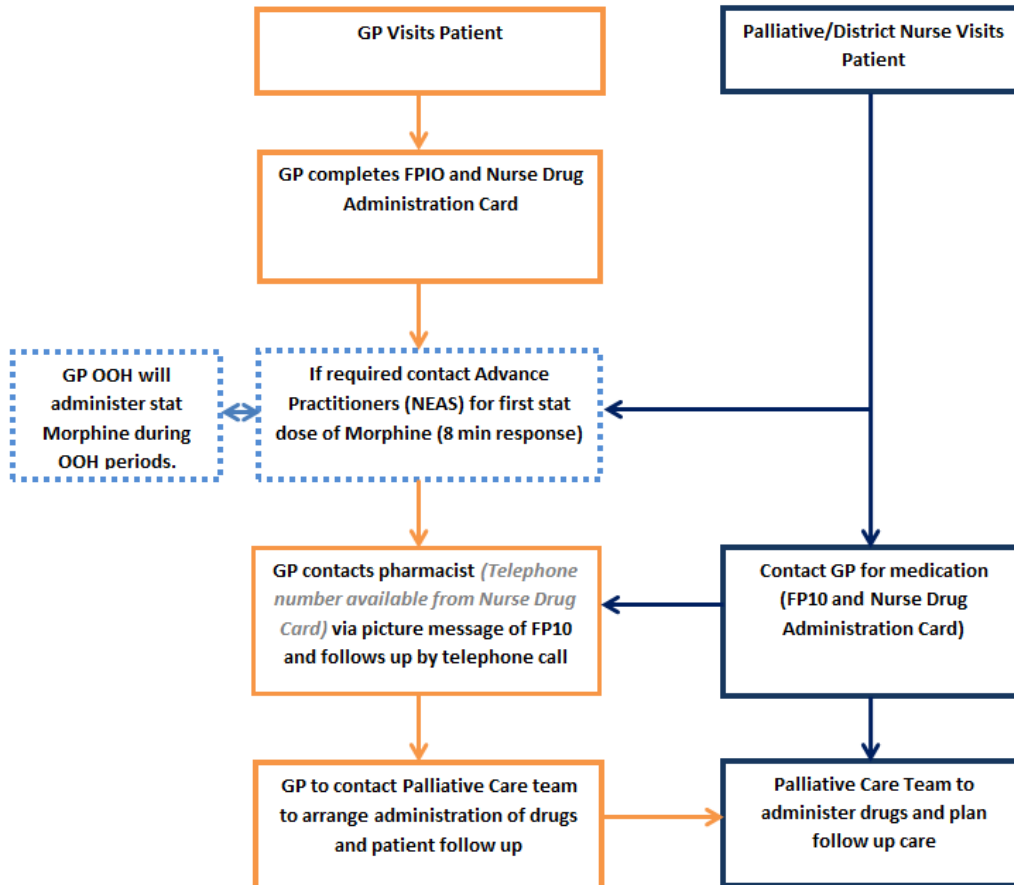 GP Visits Patient
Palliative/District Nurse Visits
Patient
GP completes FPIO and Nurse Drug
Administration Card
GP OOH will
administer stat
Morphine during
OOH periods.
If required contact Advance
Practitioners (NEAS) for first stat
dose of Morphine (8 min response)
GP contacts pharmacist (Telephone
number available from Nurse Drug
Card) via picture message of FP10
and follows up by telephone call
Contact GP for medication
(FP10 and Nurse Drug
Administration Card)
GP to contact Palliative Care team
to arrange administration of drugs
and patient follow up
Palliative Care Team to
administer drugs and plan
follow up care